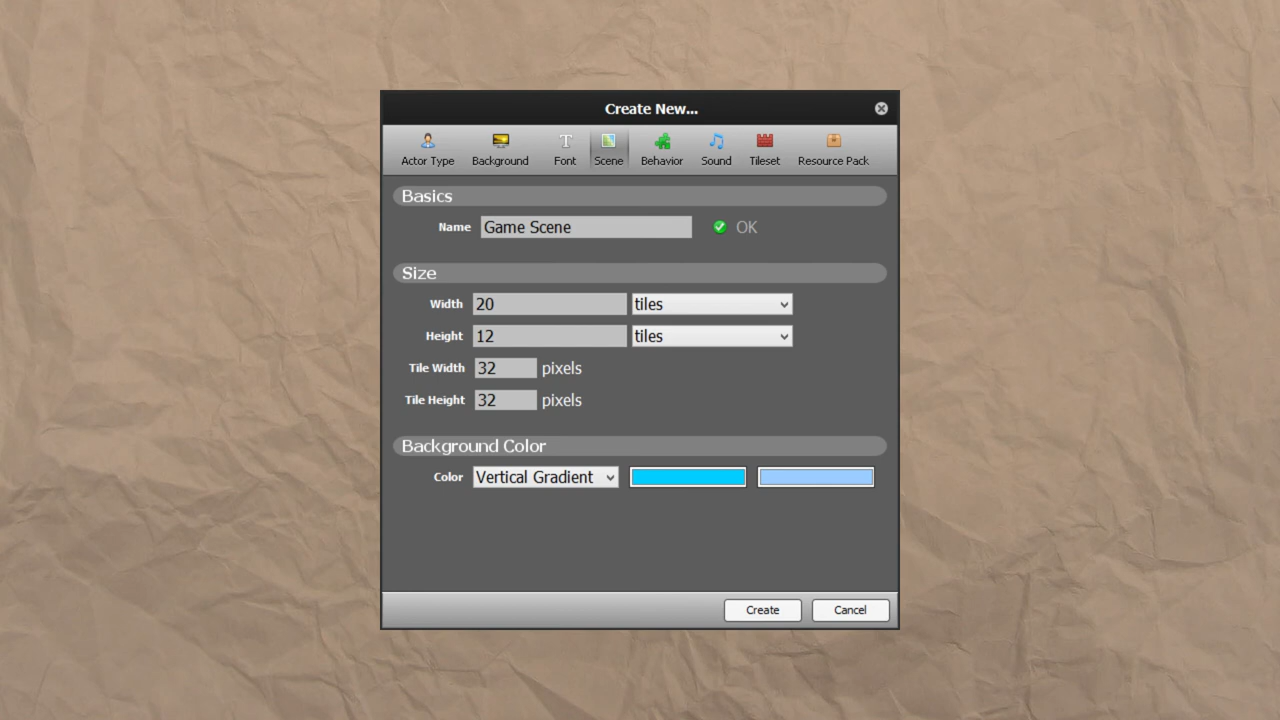 Create New...
Actor Type Background Font Scene Behavior Sound Tileset Resource Pack
Basics
Name Game Scene OK
Size
Width 20 tiles
Height 12 tiles
Tile Width 32 pixels
Tile Height 32 pixels
Background Color
Color Vertical Gradient
Create Cancel